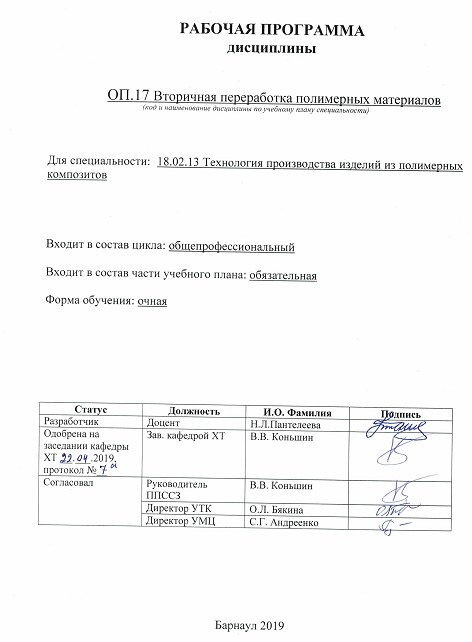 РАБОЧАЯ ПРОГРАММА
дисциплины
ОП.17 Вторичная переработка полимерных материалов
(код и наименование дисциплины по учебному плану специальности)
Для специальности: 18.02.13 Технология производства изделий из полимерных
композитов
Входит в состав цикла: общепрофессиональный
Входит в состав части учебного плана: обязательная
Форма обучения: очная
Статус Должность И.О. Фамилия Подпись
Разработчик Доцент Н.Л.Пантелеева
Одобрена на Зав. кафедрой ХТ В.В. Коньшин
заседании кафедры
ХТ 22.04.2019,
протокол № 7
Согласовал Руководитель В.В. Коньшин
ППССЗ
Директор УТК О.Л. Бякина
Директор УМЦ С.Г. Андреенко
Барнаул 2019